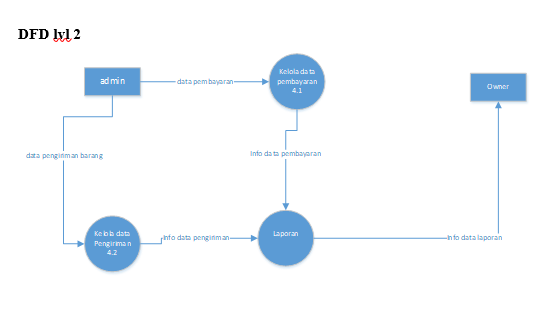 DFD lvl 2
admin
data pembayaran
Kelola data
pembayaran
4.1
Owner
data pengiriman barang
Info data pembayaran
Kelola data
Pengiriman
4.2
Info data pengiriman
Laporan
Info data laporan